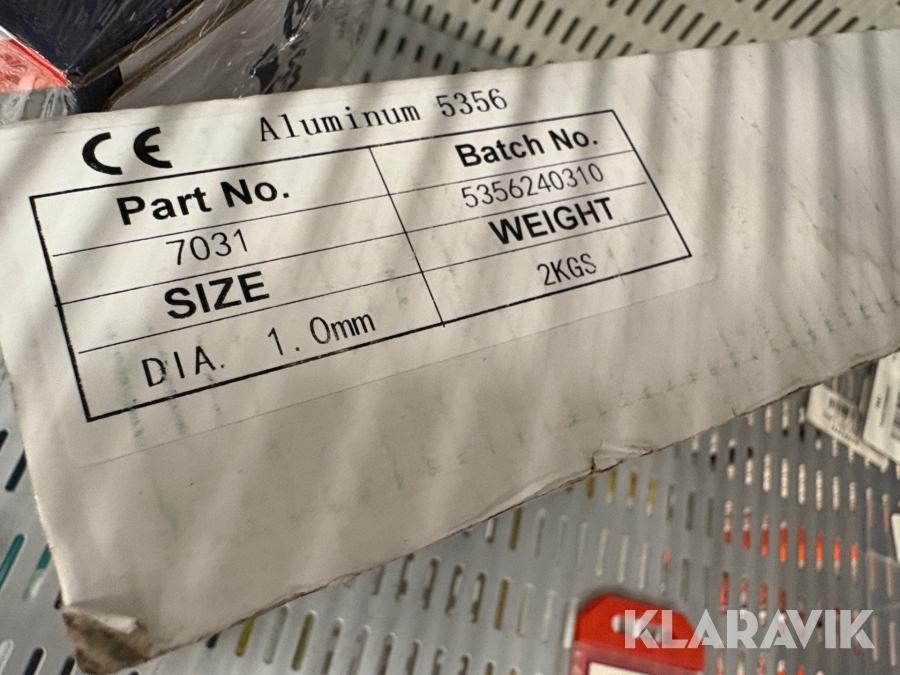 CE Aluminum 5356
Part No. Batch No.
7031 5356240310
SIZE WEIGHT
DIA. 1.0mm 2KGS
KLARAVIK